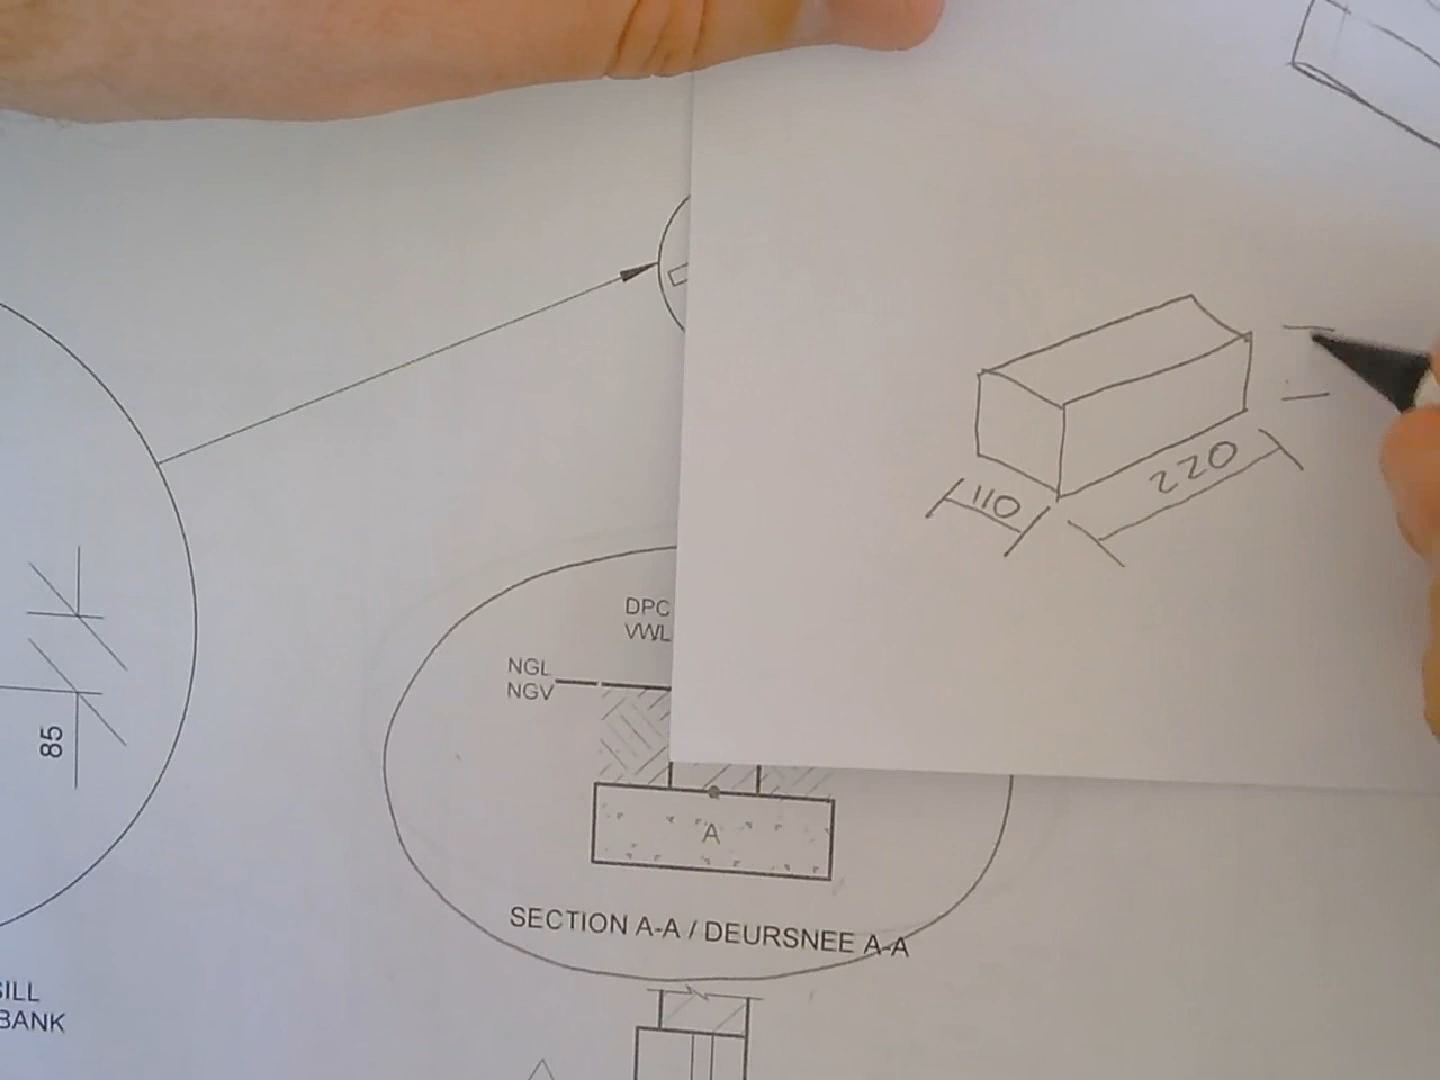 110
220
DPC
VWL
NGL
NGV
85
A
SECTION A-A / DEURSNEE A-A
SILL
BANK